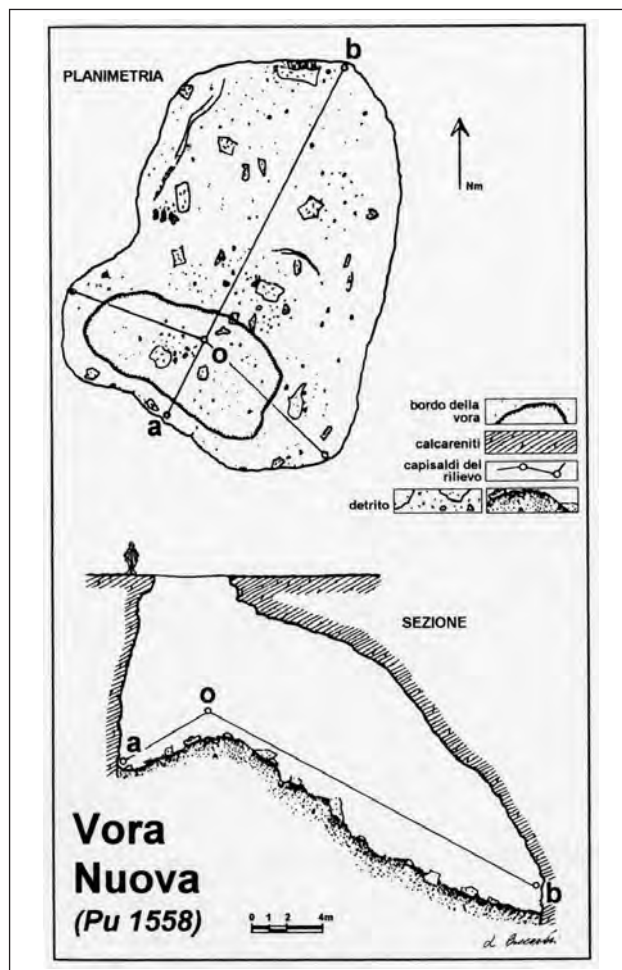 PLANIMETRIA
b
Nm
o
a
bordo della
vora
calcareniti
capisaldi del
rilievo
detrito
SEZIONE
o
a
b
Vora
Nuova
(Pu 1558)
0 1 2 4m